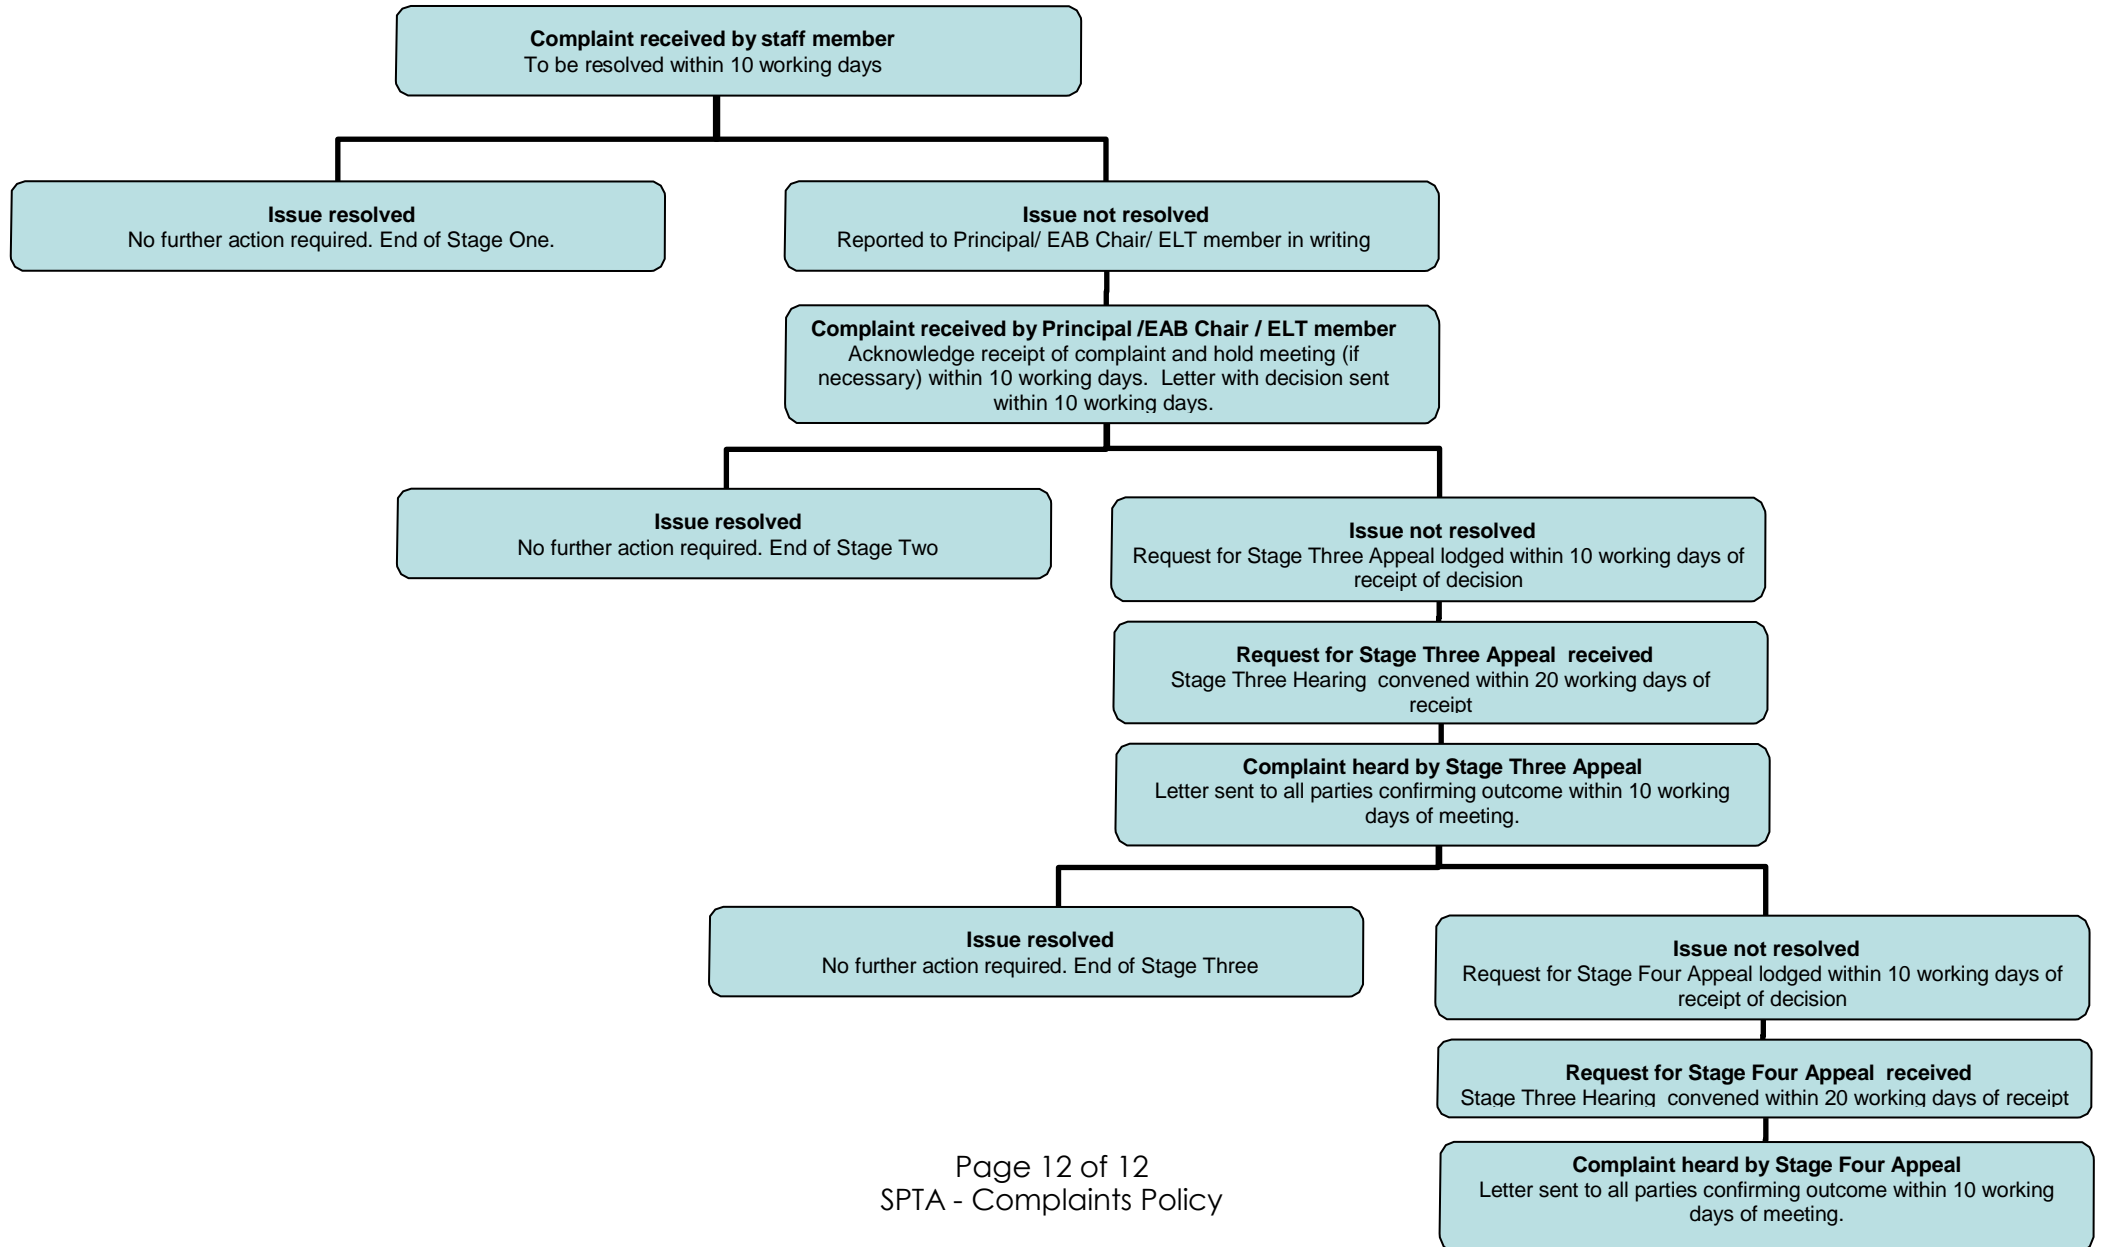 Complaint received by staff member
To be resolved within 10 working days
Issue resolved
No further action required. End of Stage One.
Issue not resolved
Reported to Principal/ EAB Chair/ ELT member in writing
Complaint received by Principal /EAB Chair / ELT member
Acknowledge receipt of complaint and hold meeting (if
necessary) within 10 working days.  Letter with decision sent
within 10 working days.
Issue resolved
No further action required. End of Stage Two
Issue not resolved
Request for Stage Three Appeal lodged within 10 working days of
receipt of decision
Request for Stage Three Appeal  received
Stage Three Hearing  convened within 20 working days of
receipt
Complaint heard by Stage Three Appeal
Letter sent to all parties confirming outcome within 10 working
days of meeting.
Issue resolved
No further action required. End of Stage Three
Issue not resolved
Request for Stage Four Appeal lodged within 10 working days of
receipt of decision
Request for Stage Four Appeal  received
Stage Three Hearing  convened within 20 working days of receipt
Complaint heard by Stage Four Appeal
Letter sent to all parties confirming outcome within 10 working
days of meeting.
Page 12 of 12
SPTA - Complaints Policy